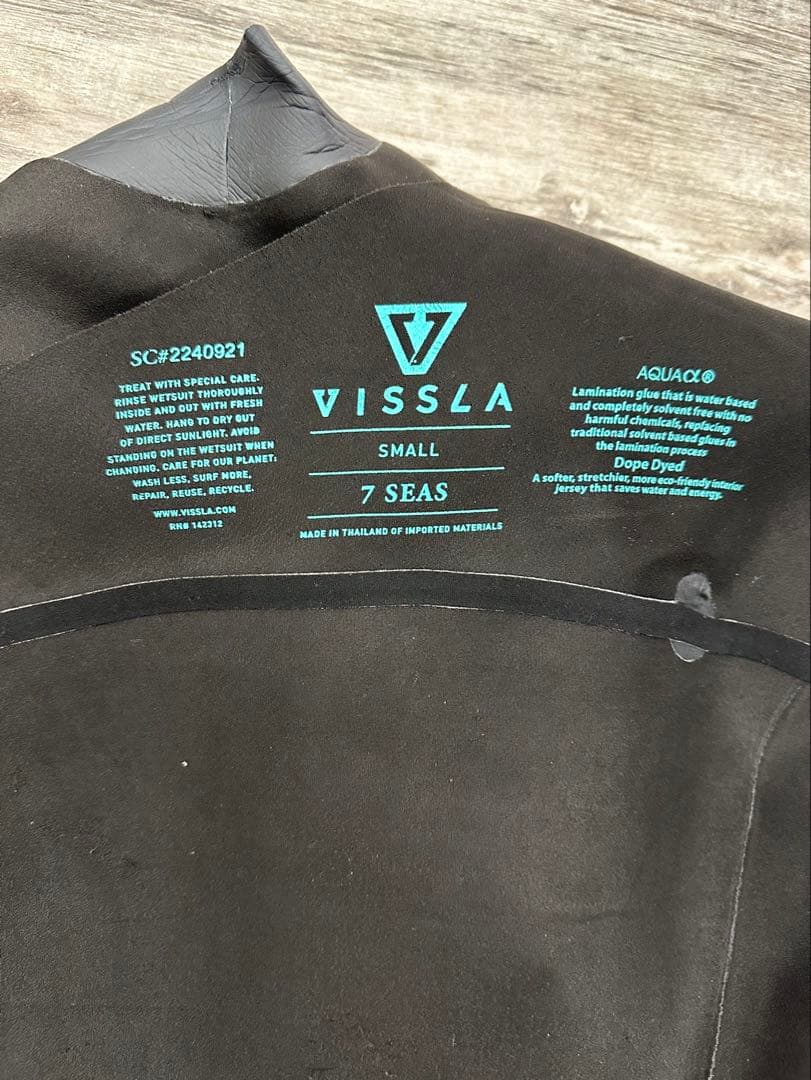 SC#2240921
TREAT WITH SPECIAL CARE.
RINSE WETSUIT THOROUGHLY
INSIDE AND OUT WITH FRESH
WATER. HANG TO DRY OUT
OF DIRECT SUNLIGHT. AVOID
STANDING ON THE WETSUIT WHEN
CHANGING. CARE FOR OUR PLANET:
WASH LESS, SURF MORE,
REPAIR, REUSE, RECYCLE.
WWW.VISSLA.COM
RN# 142312
VISSLA
SMALL
7 SEAS
MADE IN THAILAND OF IMPORTED MATERIALS
AQUAα®
Lamination glue that is water based
and completely solvent free with no
harmful chemicals, replacing
traditional solvent based glues in
the lamination process
Dope Dyed
A softer, stretchier, more eco-friendly interior
jersey that saves water and energy.